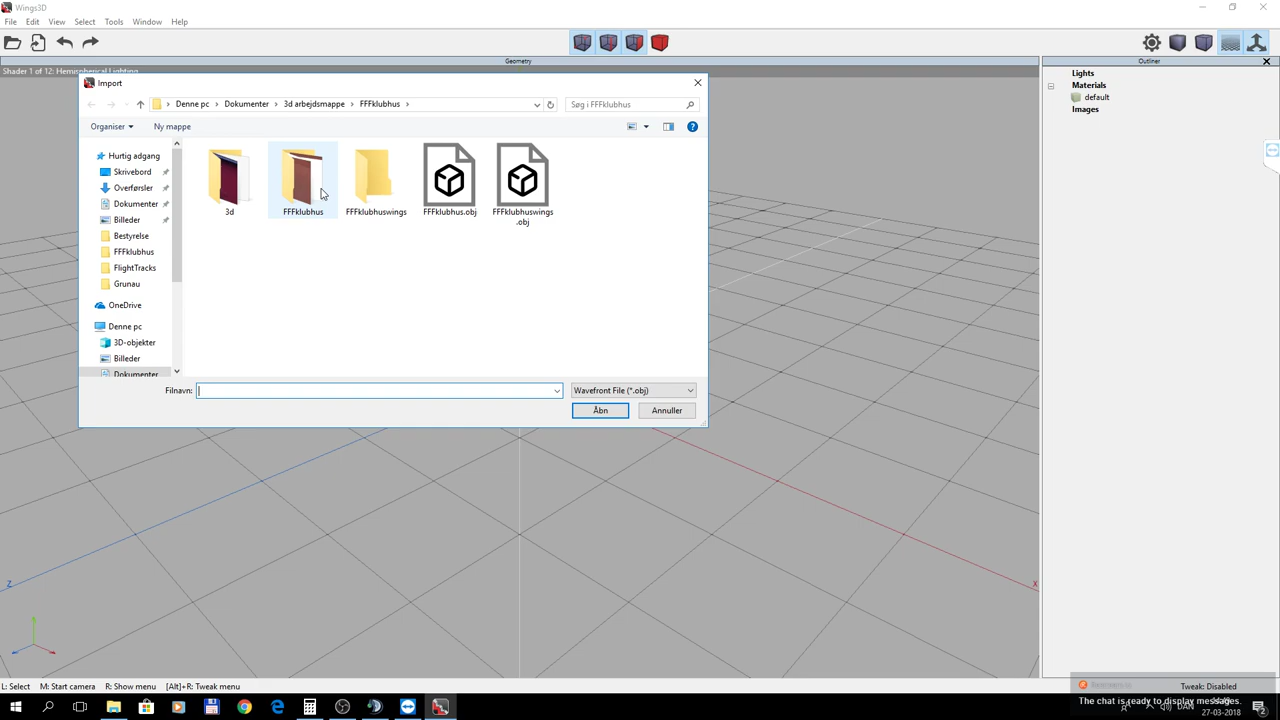 Wings3D
File Edit View Select Tools Window Help
Geometry
Outliner
Shader 1 of 12: Hemispherical Lighting
Lights
Import
default
Denne pc > Dokumenter > 3d arbejdsmappe > FFFklubhus >
Søg i FFFklubhus
Materials
Images
Organiser
Ny mappe
Hurtig adgang
Skrivebord
Overførsler
Dokumenter
Billeder
Bestyrelse
FFFklubhus
FlightTracks
Grunau
OneDrive
Denne pc
3D-objekter
Billeder
Dokumenter
3d
FFFklubhus
FFFklubhuswings
FFFklubhus.obj
FFFklubhuswings
.obj
Filnavn:
Wavefront File (*.obj)
Åbn
Annuller
Z
X
L: Select M: Start camera R: Show menu [Alt]+R: Tweak menu
Tweak: Disabled
The chat is ready to display messages.
DAN
27-03-2018
2